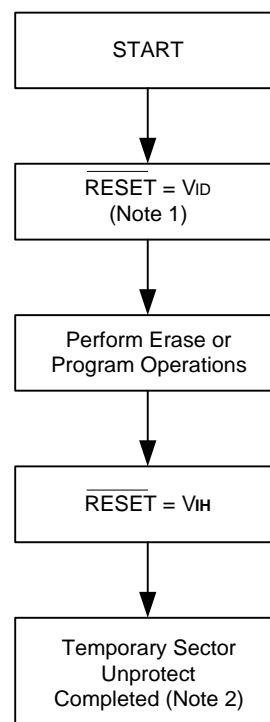 START
RESET = VID
(Note 1)
Perform Erase or
Program Operations
RESET = VIH
Temporary Sector
Unprotect
Completed (Note 2)